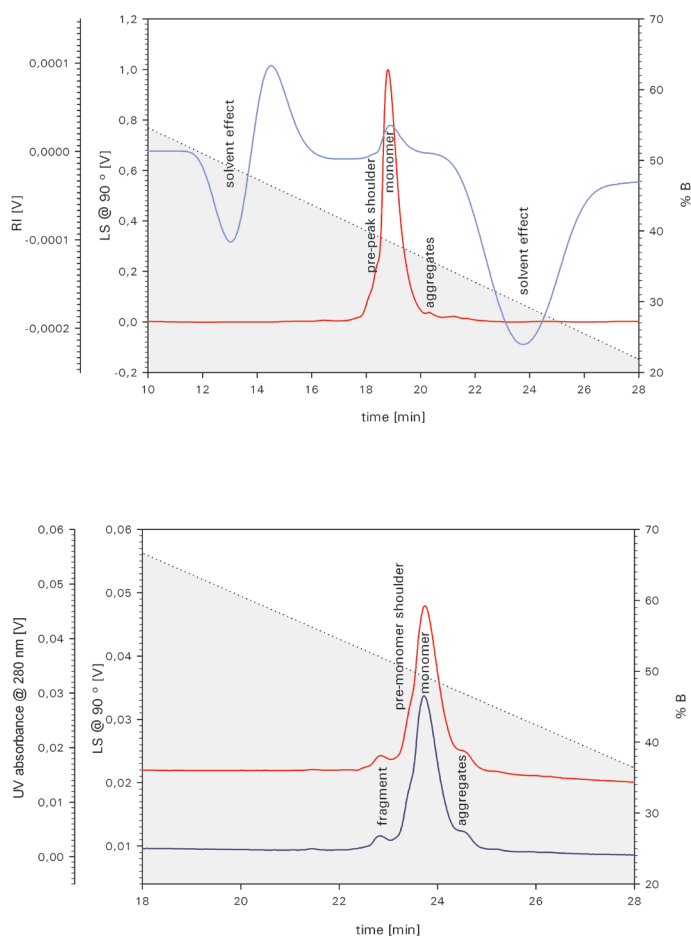 1,2
70
0,0001
1,0
60
0,8
0,0000
50
0,6
RI [V]
LS @ 90 ° [V]
solvent effect
pre-peak shoulder
monomer
aggregates
solvent effect
% B
0,4
40
-0,0001
0,2
30
0,0
-0,0002
-0,2
20
10 12 14 16 18 20 22 24 26 28
time [min]
0,06
0,06
70
0,05
0,05
60
0,04
0,04
50
0,03
UV absorbance @ 280 nm [V]
LS @ 90 ° [V]
pre-monomer shoulder
monomer
fragment
aggregates
% B
0,03
40
0,02
0,02
30
0,01
0,01
0,00
20
18 20 22 24 26 28
time [min]